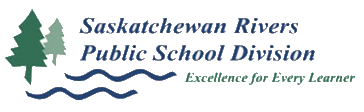 Saskatchewan Rivers
Public School Division
Excellence for Every Learner